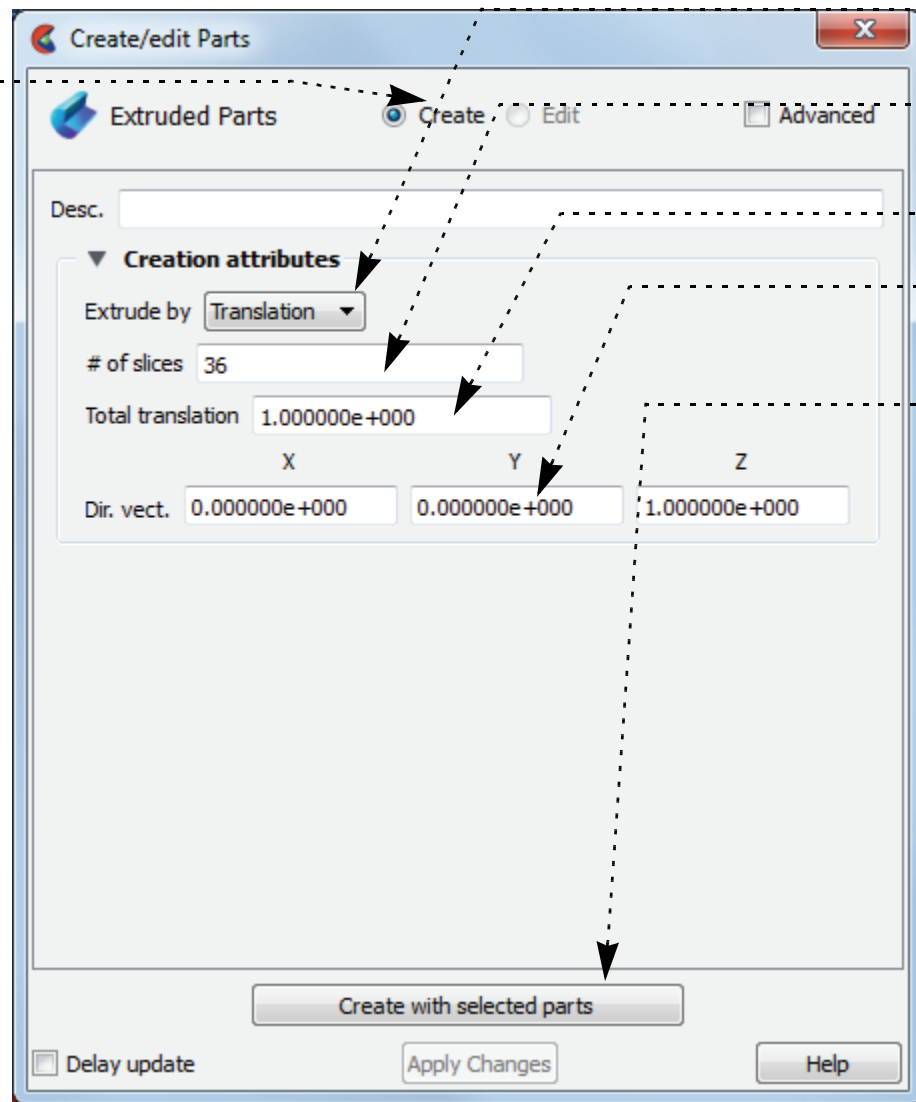 Create/edit Parts
Extruded Parts Create Edit Advanced
Desc.
Creation attributes
Extrude by Translation
# of slices 36
Total translation 1.000000e+000
X Y Z
Dir. vect. 0.000000e+000 0.000000e+000 1.000000e+000
Create with selected parts
Delay update Apply Changes Help